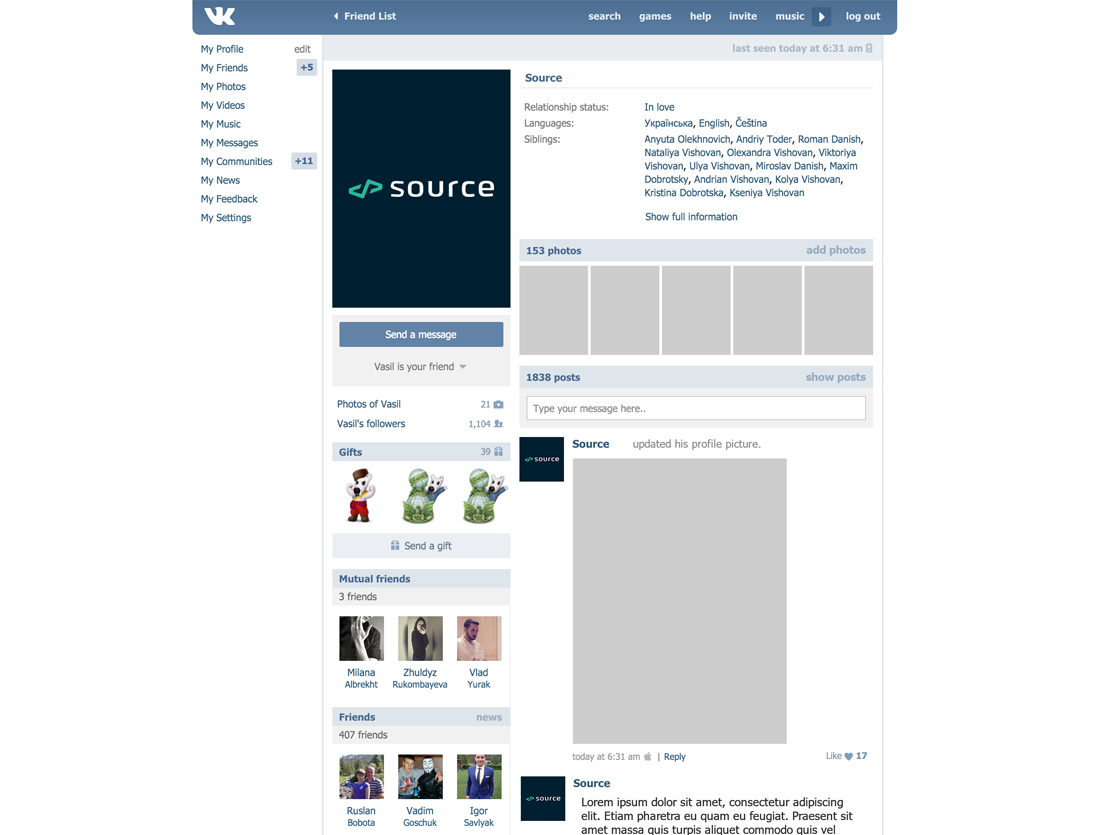 Friend List
search games help invite music log out
My Profile edit
My Friends +5
My Photos
My Videos
My Music
My Messages
My Communities +11
My News
My Feedback
My Settings
last seen today at 6:31 am
</> source
Send a message
Vasil is your friend
Photos of Vasil 21
Vasil's followers 1,104
Gifts 39
Send a gift
Mutual friends
3 friends
Milana Albrekht
Zhuldyz Rukombayeva
Vlad Yurak
Friends news
407 friends
Ruslan Bobota
Vadim Goschuk
Igor Savlyak
Source
Relationship status: In love
Languages: Українська, English, Čeština
Siblings: Anyuta Olekhnovich, Andriy Toder, Roman Danish,
Nataliya Vishovan, Olexandra Vishovan, Viktoriya
Vishovan, Ulya Vishovan, Miroslav Danish, Maxim
Dobrotsky, Andrian Vishovan, Kolya Vishovan,
Kristina Dobrotska, Kseniya Vishovan
Show full information
153 photos add photos
1838 posts show posts
Type your message here..
</> source
Source updated his profile picture.
today at 6:31 am | Reply Like 17
</> source
Source
Lorem ipsum dolor sit amet, consectetur adipiscing
elit. Etiam pharetra eu quam eu feugiat. Praesent sit
amet massa quis turpis aliquet commodo quis vel